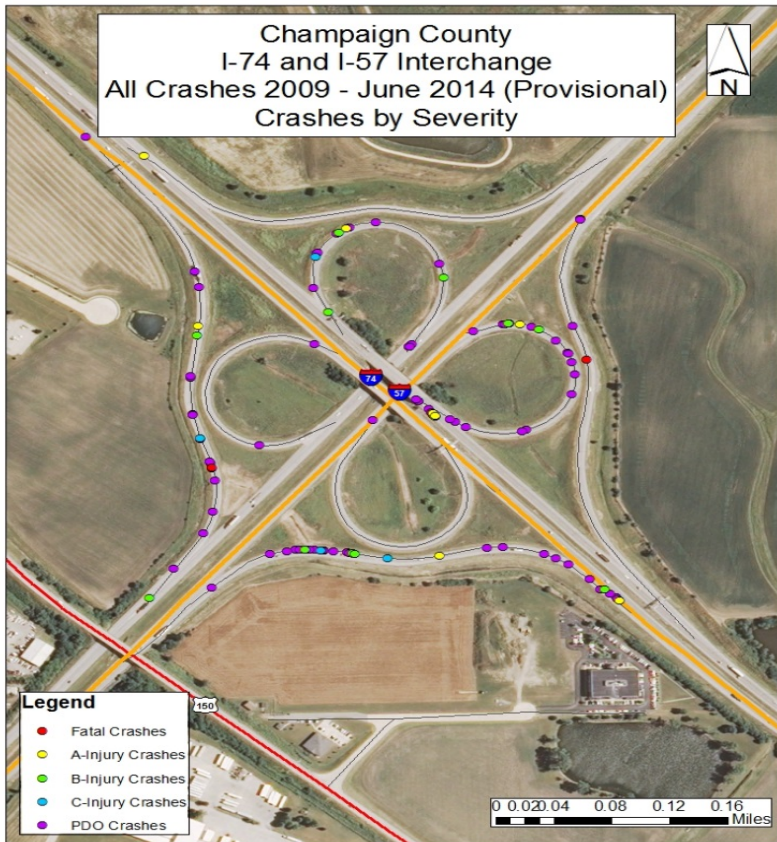 Champaign County
I-74 and I-57 Interchange
All Crashes 2009 - June 2014 (Provisional)
Crashes by Severity
N
74
57
Legend
150
Fatal Crashes
A-Injury Crashes
B-Injury Crashes
C-Injury Crashes
PDO Crashes
0 0.020.04 0.08 0.12 0.16
Miles